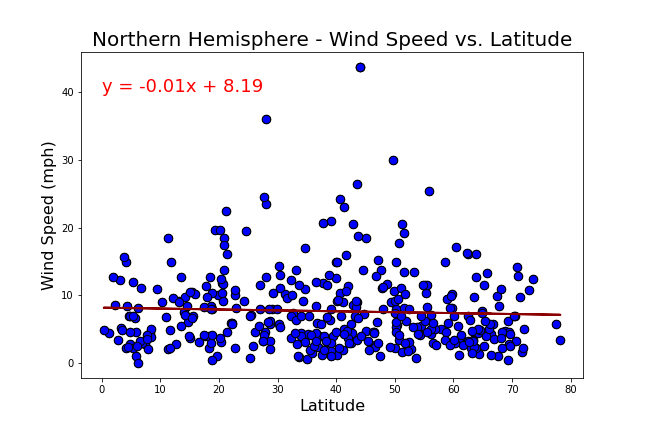 Northern Hemisphere - Wind Speed vs. Latitude
y = -0.01x + 8.19
Wind Speed (mph)
40
30
20
10
0
0 10 20 30 40 50 60 70 80
Latitude